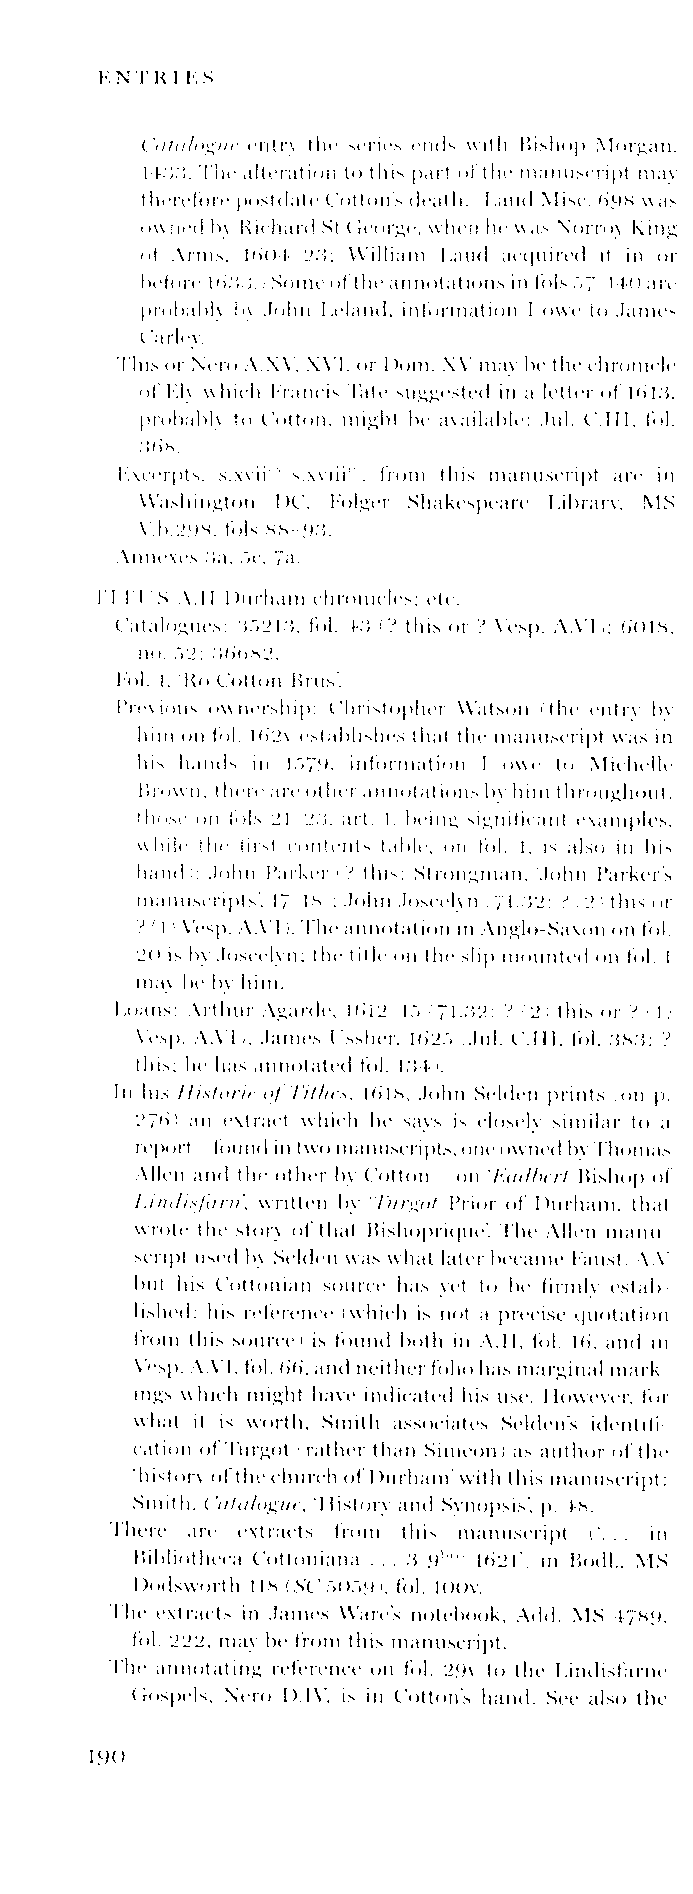 ENTRIES
Catalogue entry the series ends with Bishop Morgan,
1433. The alteration to this part of the manuscript may
therefore postdate Cotton's death. Laud Misc. 698 was
owned by Richard St George, when he was Norroy King
of Arms, 1604–23; William Laud acquired it in or
before 1633. Some of the annotations in fols 57–140 are
probably by John Leland, information I owe to James
Carley.
This or Nero A.XV, XVI, or Dom. XV may be the chronicle
of Ely which Francis Tate suggested in a letter of 1613,
probably to Cotton, might be available: Jul. C.III, fol.
368.
Excerpts, s.xvii s.xviii, from this manuscript are in
Washington DC, Folger Shakespeare Library, MS
V.b.298, fols 88–93.
Annexes 3a, 5c, 7a.
TITUS A.II Durham chronicles; etc.
Catalogues: 35213, fol. 43 (? this or ? Vesp. A.VI); 6018,
no. 52; 36682.
Fol. 1, 'Ro Cotton Brus'.
Previous ownership: Christopher Watson (the entry by
him on fol. 162v establishes that the manuscript was in
his hands in 1579, information I owe to Michelle
Brown, there are other annotations by him throughout,
those on fols 21–23, art. 1, being significant examples,
while the first contents table, on fol. 1, is also in his
hand); John Parker (? this: Strongman, 'John Parker's
manuscripts', 17–18); John Joscelyn (71.32: ? (2) this or
? (1) Vesp. A.VI). The annotation in Anglo-Saxon on fol.
20 is by Joscelyn; the title on the slip mounted on fol. 1
may be by him.
Loans: Arthur Agarde, 1612–15 (71.32: ? (2) this or ? (1)
Vesp. A.VI), James Ussher, 1625 (Jul. C.III, fol. 383: ?
this; he has annotated fol. 134).
In his Historie of Tithes, 1618, John Selden prints (on p.
276) an extract which he says is closely similar to a
report – found in two manuscripts, one owned by Thomas
Allen and the other by Cotton – on 'Eadbert Bishop of
Lindisfarn', written by 'Turgot Prior of Durham, that
wrote the story of that Bishoprique'. The Allen manu-
script used by Selden was what later became Faust. A.V
but his Cottonian source has yet to be firmly estab-
lished: his reference (which is not a precise quotation
from this source) is found both in A.II, fol. 16, and in
Vesp. A.VI, fol. 66, and neither folio has marginal mark-
ings which might have indicated his use. However, for
what it is worth, Smith associates Selden's identifi-
cation of Turgot (rather than Simeon) as author of the
'history of the church of Durham' with this manuscript:
Smith, Catalogue, 'History and Synopsis', p. 48.
There are extracts from this manuscript ('. . . in
Bibliotheca Cottoniana . . . 3 9bris 1621', in Bodl., MS
Dodsworth 118 (SC 5059), fol. 100v.
The extracts in James Ware's notebook, Add. MS 4789,
fol. 222, may be from this manuscript.
The annotating reference on fol. 29v to the Lindisfarne
Gospels, Nero D.IV, is in Cotton's hand. See also the
190